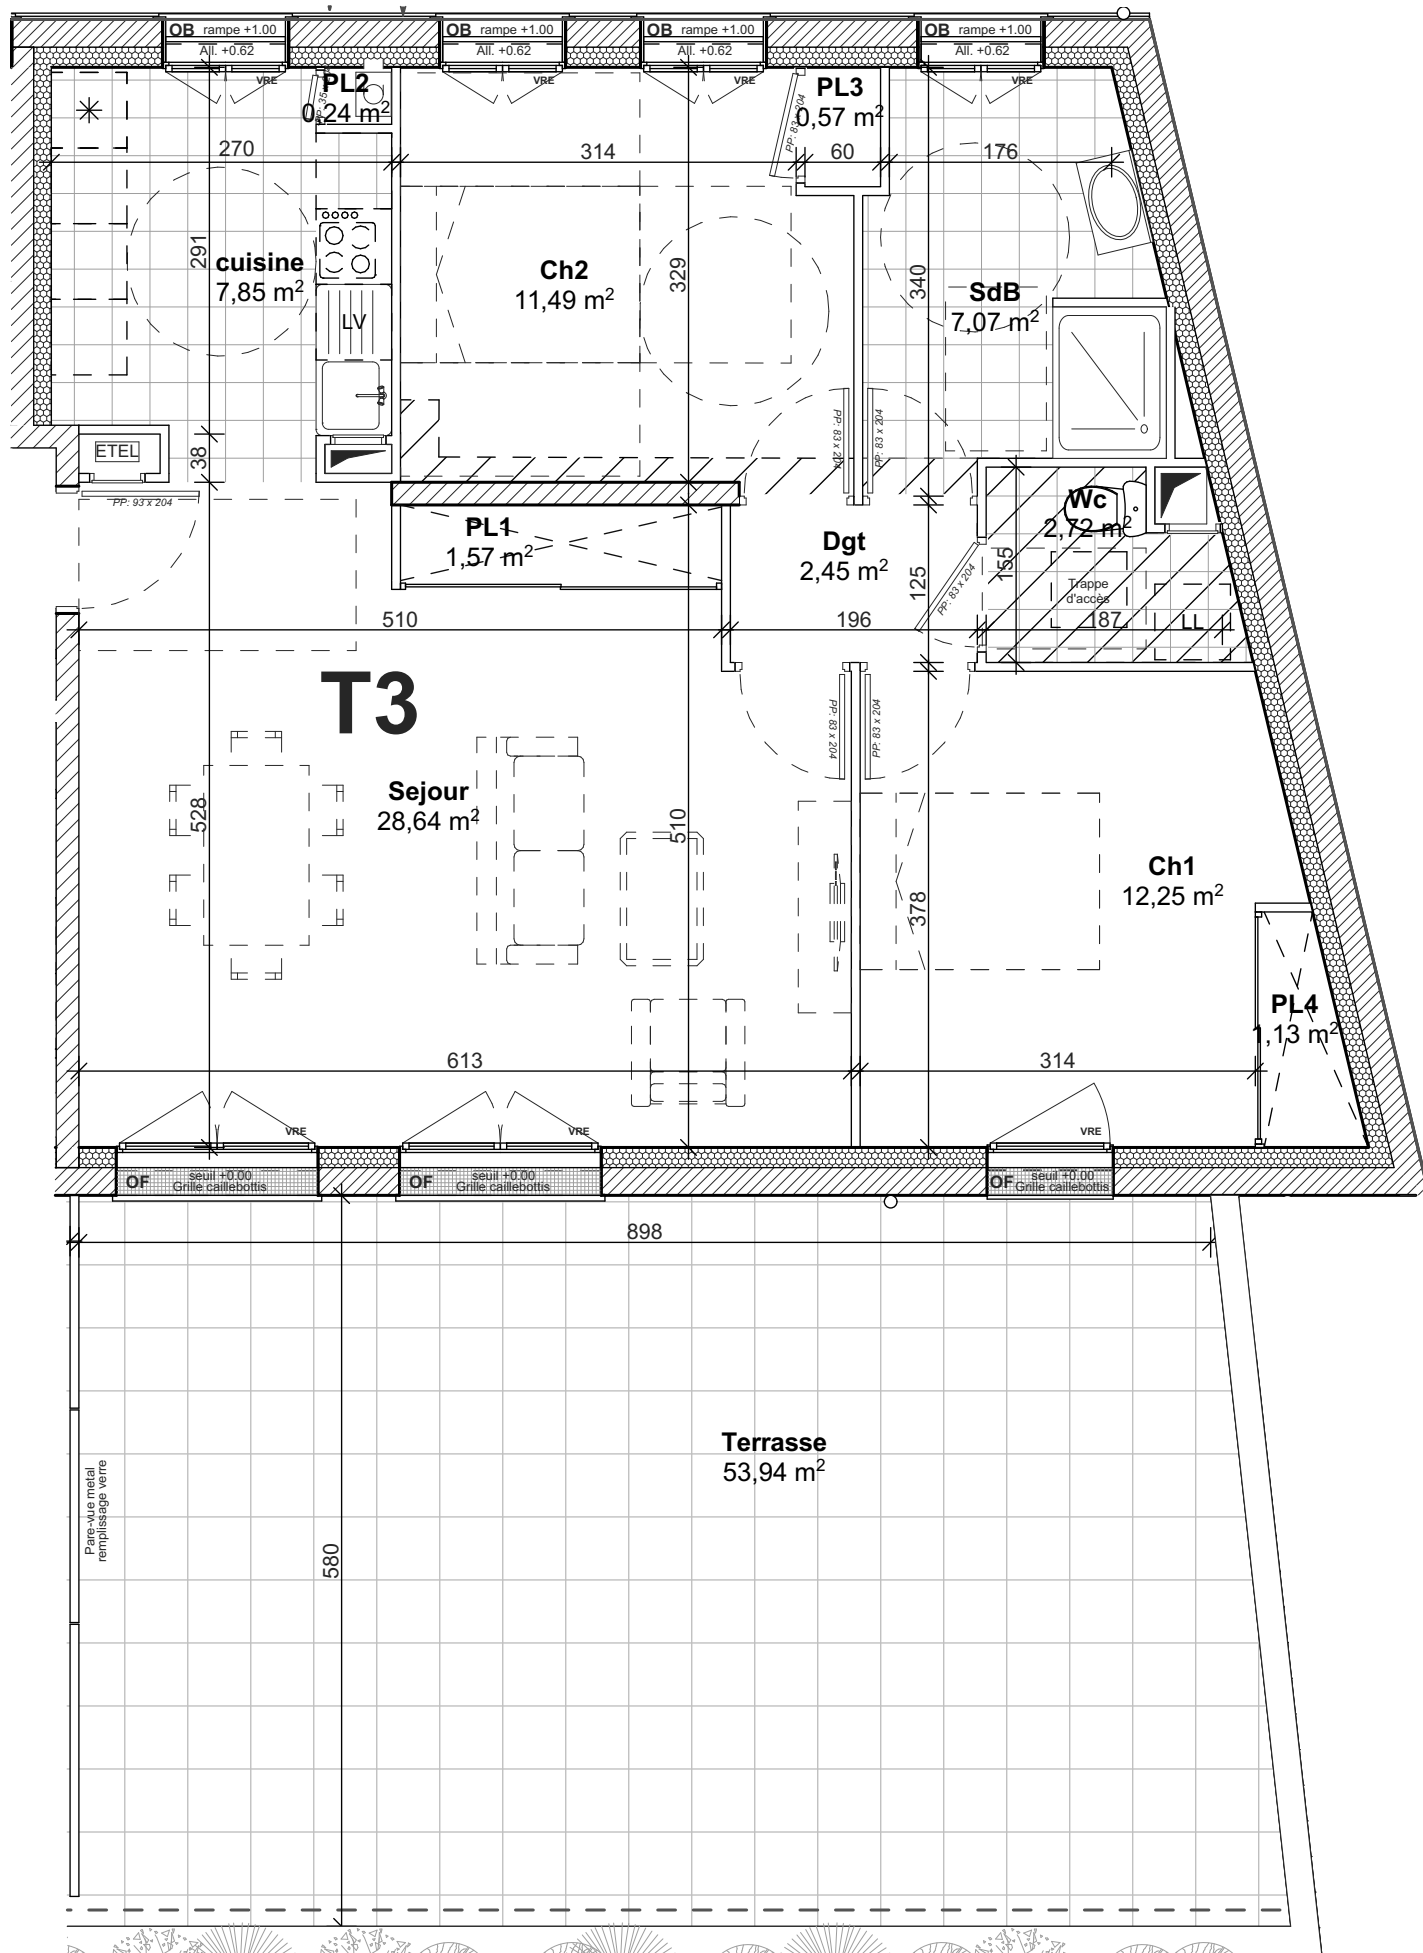 OB rampe +1.00
All. +0.62
VRE
OB rampe +1.00
All. +0.62
VRE
OB rampe +1.00
All. +0.62
VRE
OB rampe +1.00
All. +0.62
VRE
PL2
0,24 m²
PL3
0,57 m²
PP: 83 x 204
270
314
60
176
291
cuisine
7,85 m²
Ch2
11,49 m²
329
340
SdB
7,07 m²
LV
ETEL
38
PP: 93 x 204
PP: 83 x 204
PP: 83 x 204
PL1
1,57 m²
Dgt
2,45 m²
Wc
2,72 m²
125
155
PP: 83 x 204
Trappe
d'accès
LL
510
196
187
T3
PP: 83 x 204
PP: 83 x 204
Sejour
28,64 m²
528
510
378
Ch1
12,25 m²
PL4
1,13 m²
613
314
VRE
VRE
VRE
OF seuil +0.00
Grille caillebottis
OF seuil +0.00
Grille caillebottis
OF seuil +0.00
Grille caillebottis
898
Terrasse
53,94 m²
Pare-vue metal
remplissage verre
580